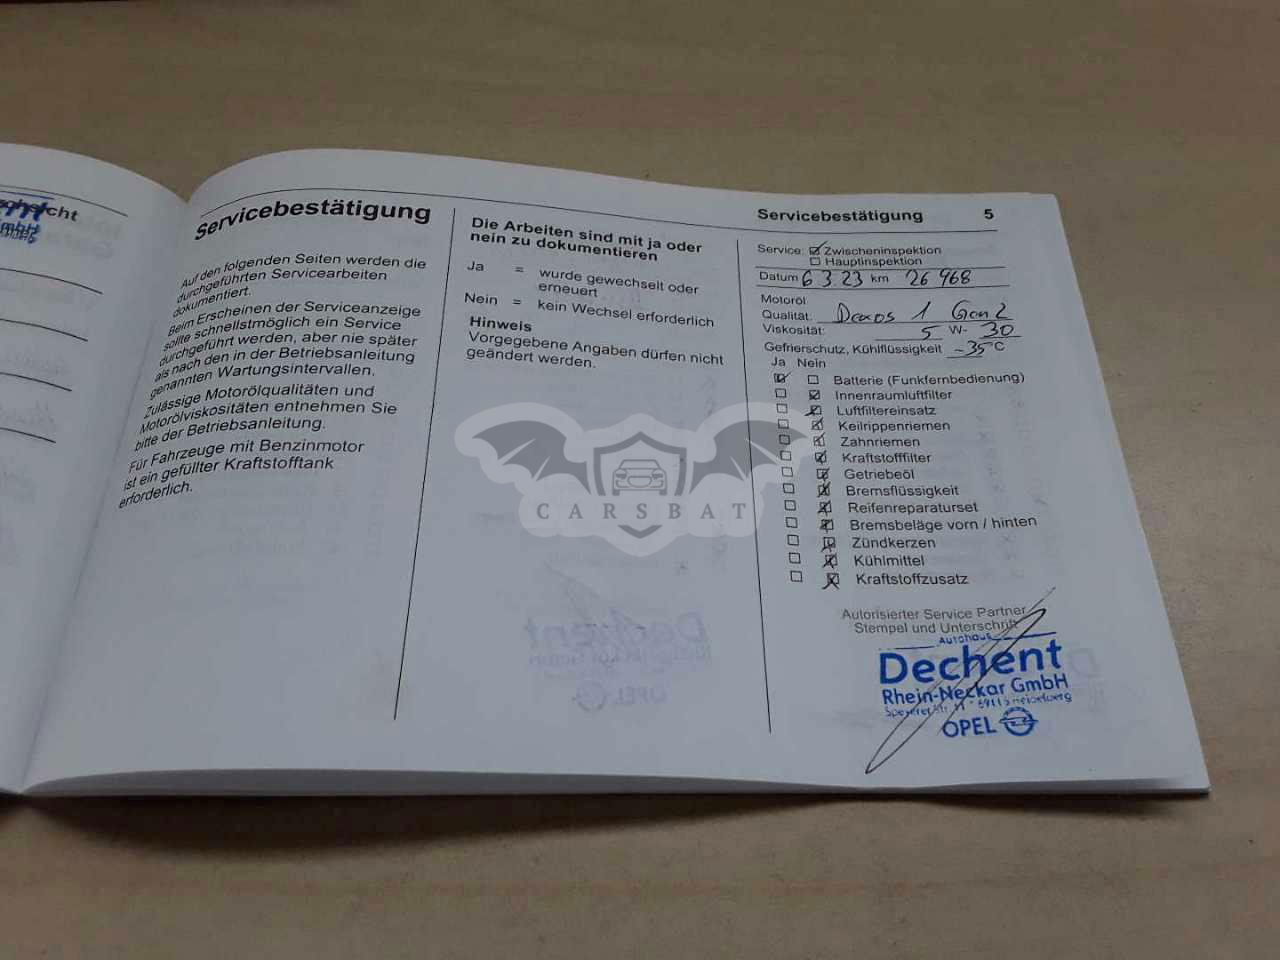 Servicebestätigung
Auf den folgenden Seiten werden die
durchgeführten Servicearbeiten
dokumentiert.
Beim Erscheinen der Serviceanzeige
sollte schnellstmöglich ein Service
durchgeführt werden, aber nie später
als nach den in der Betriebsanleitung
genannten Wartungsintervallen.
Zulässige Motorölqualitäten und
Motorölviskositäten entnehmen Sie
bitte der Betriebsanleitung.
Für Fahrzeuge mit Benzinmotor
ist ein gefüllter Kraftstofftank
erforderlich.
Die Arbeiten sind mit ja oder
nein zu dokumentieren
Ja = wurde gewechselt oder
erneuert
Nein = kein Wechsel erforderlich
Hinweis
Vorgegebene Angaben dürfen nicht
geändert werden.
CARSBAT
Servicebestätigung 5
Service: Zwischeninspektion
Hauptinspektion
Datum 6.3.23 km 26 468
Motoröl
Qualität: Dexos 1 Gen 2
Viskosität: 5 W- 30
Gefrierschutz, Kühlflüssigkeit -35°C
Ja Nein
Batterie (Funkfernbedienung)
Innenraumluftfilter
Luftfiltereinsatz
Keilrippenriemen
Zahnriemen
Kraftstofffilter
Getriebeöl
Bremsflüssigkeit
Reifenreparaturset
Bremsbeläge vorn / hinten
Zündkerzen
Kühlmittel
Kraftstoffzusatz
Autorisierter Service Partner
Stempel und Unterschrift
Autohaus
Dechent
Rhein-Neckar GmbH
OPEL